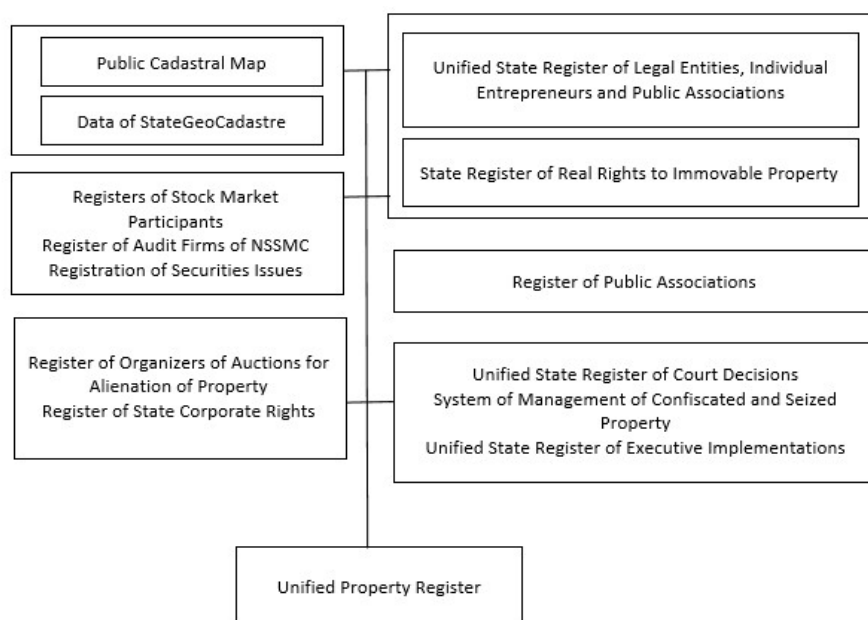 Public Cadastral Map
Data of StateGeoCadastre
Unified State Register of Legal Entities, Individual
Entrepreneurs and Public Associations
State Register of Real Rights to Immovable Property
Registers of Stock Market
Participants
Register of Audit Firms of NSSMC
Registration of Securities Issues
Register of Public Associations
Register of Organizers of Auctions for
Alienation of Property
Register of State Corporate Rights
Unified State Register of Court Decisions
System of Management of Confiscated and Seized
Property
Unified State Register of Executive Implementations
Unified Property Register